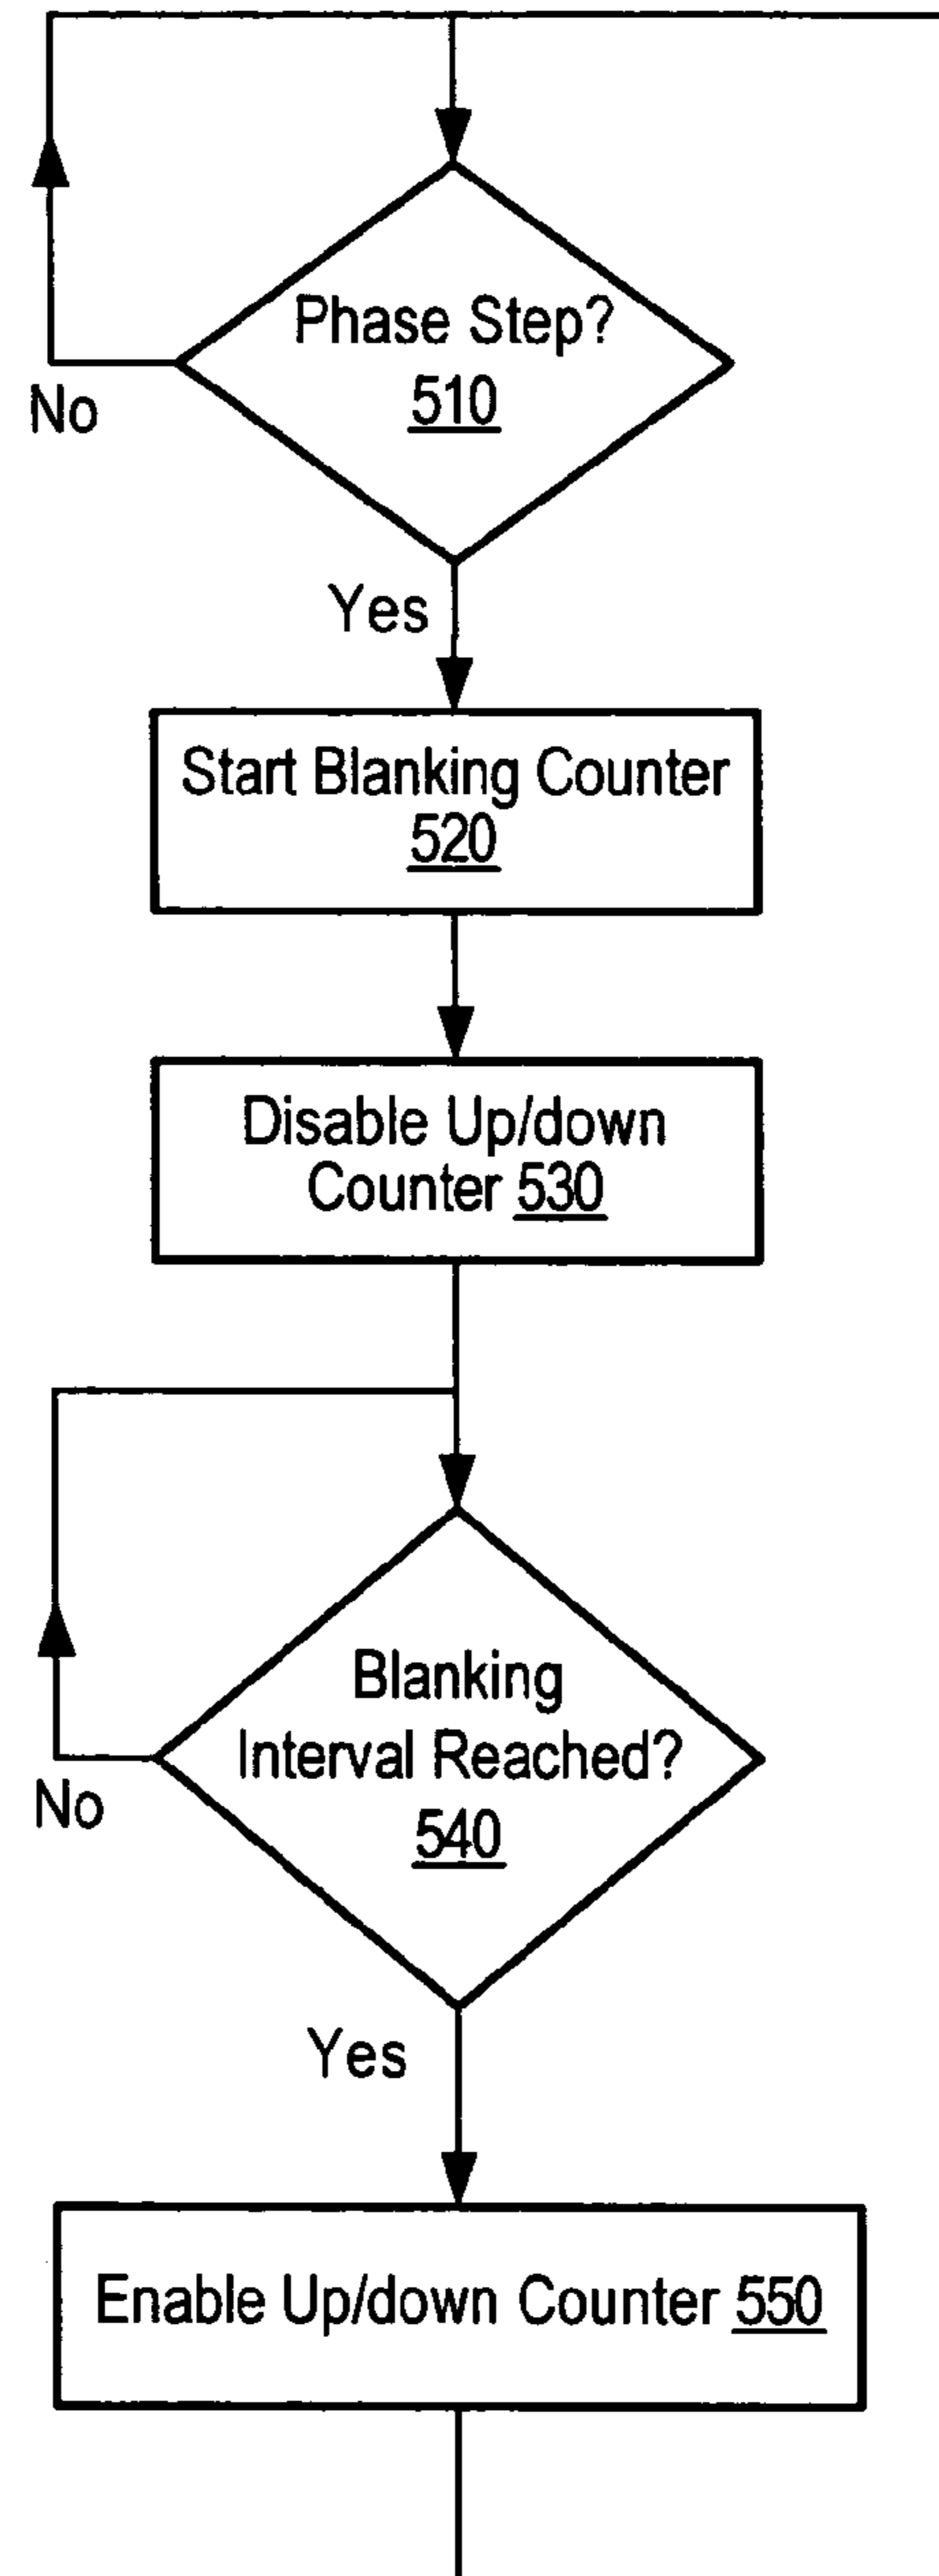 Phase Step?
510
No
Yes
Start Blanking Counter
520
Disable Up/down
Counter 530
Blanking
Interval Reached?
540
No
Yes
Enable Up/down Counter 550